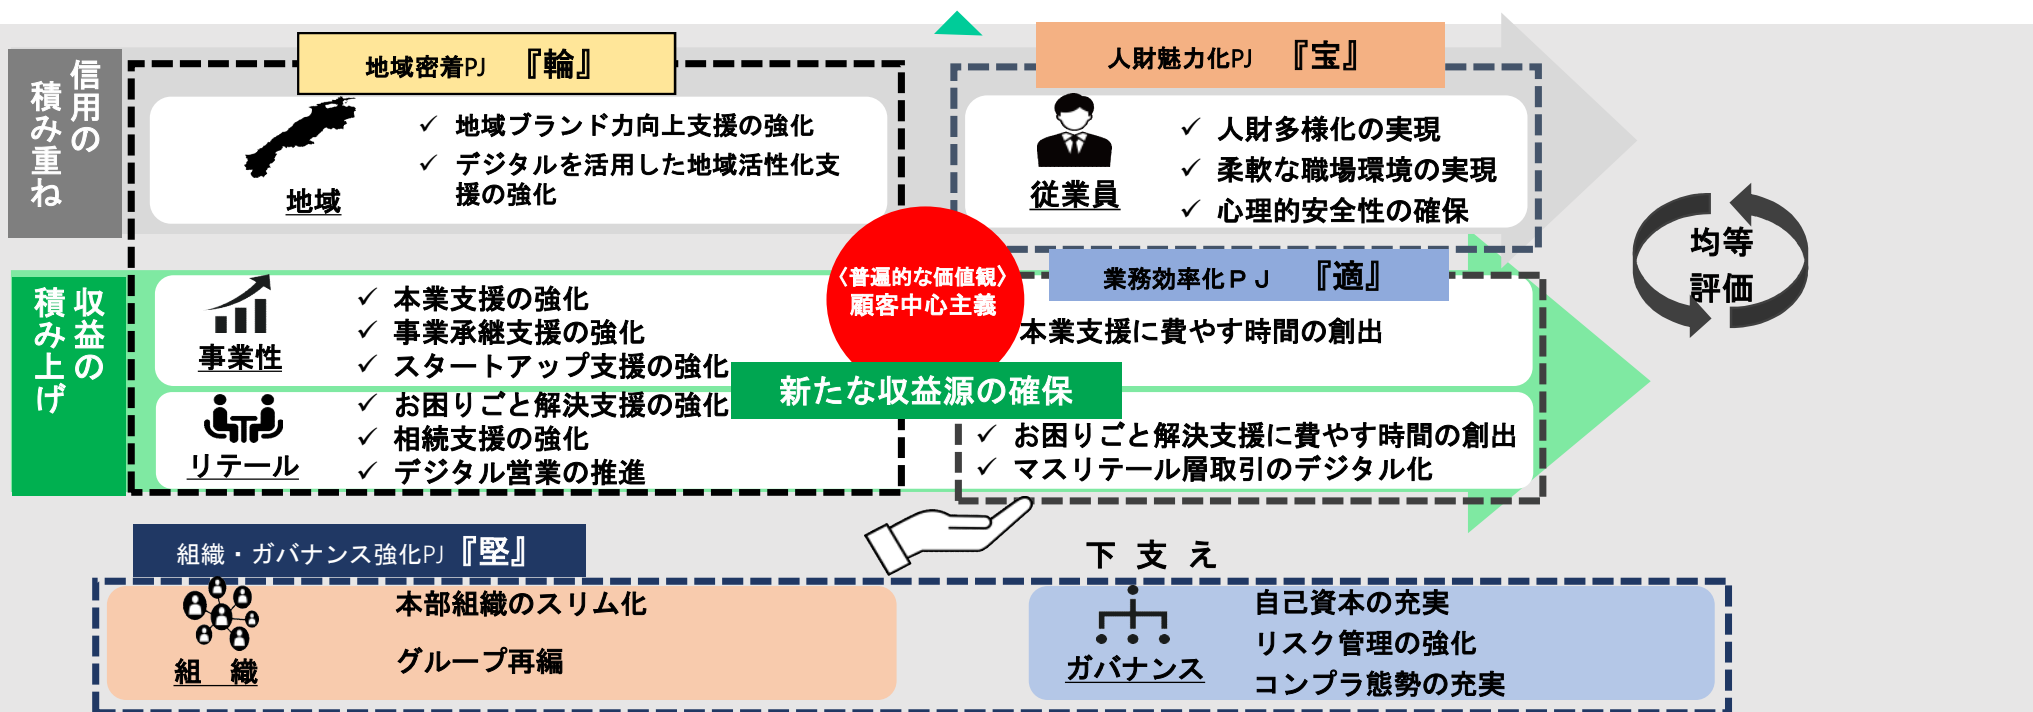 信用の
積み重ね
地域密着PJ 『輪』
地域
✓ 地域ブランド力向上支援の強化
✓ デジタルを活用した地域活性化支
援の強化
人財魅力化PJ 『宝』
従業員
✓ 人財多様化の実現
✓ 柔軟な職場環境の実現
✓ 心理的安全性の確保
均等
評価
収益の
積み上げ
事業性
✓ 本業支援の強化
✓ 事業承継支援の強化
✓ スタートアップ支援の強化
〈普遍的な価値観〉
顧客中心主義
業務効率化ＰＪ 『適』
本業支援に費やす時間の創出
新たな収益源の確保
リテール
✓ お困りごと解決支援の強化
✓ 相続支援の強化
✓ デジタル営業の推進
✓ お困りごと解決支援に費やす時間の創出
✓ マスリテール層取引のデジタル化
組織・ガバナンス強化PJ『堅』
下 支 え
組 織
本部組織のスリム化
グループ再編
ガバナンス
自己資本の充実
リスク管理の強化
コンプラ態勢の充実